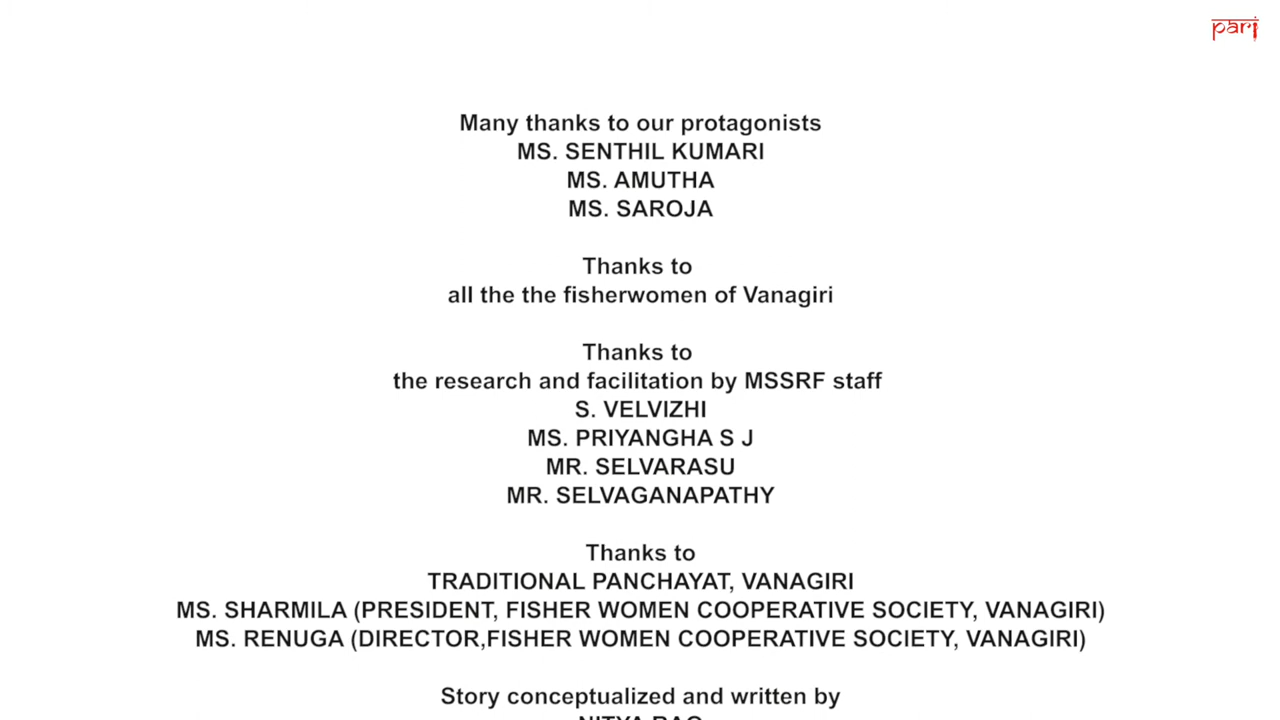 pari
Many thanks to our protagonists
MS. SENTHIL KUMARI
MS. AMUTHA
MS. SAROJA
Thanks to
all the the fisherwomen of Vanagiri
Thanks to
the research and facilitation by MSSRF staff
S. VELVIZHI
MS. PRIYANGHA S J
MR. SELVARASU
MR. SELVAGANAPATHY
Thanks to
TRADITIONAL PANCHAYAT, VANAGIRI
MS. SHARMILA (PRESIDENT, FISHER WOMEN COOPERATIVE SOCIETY, VANAGIRI)
MS. RENUGA (DIRECTOR,FISHER WOMEN COOPERATIVE SOCIETY, VANAGIRI)
Story conceptualized and written by
NITYA RAO